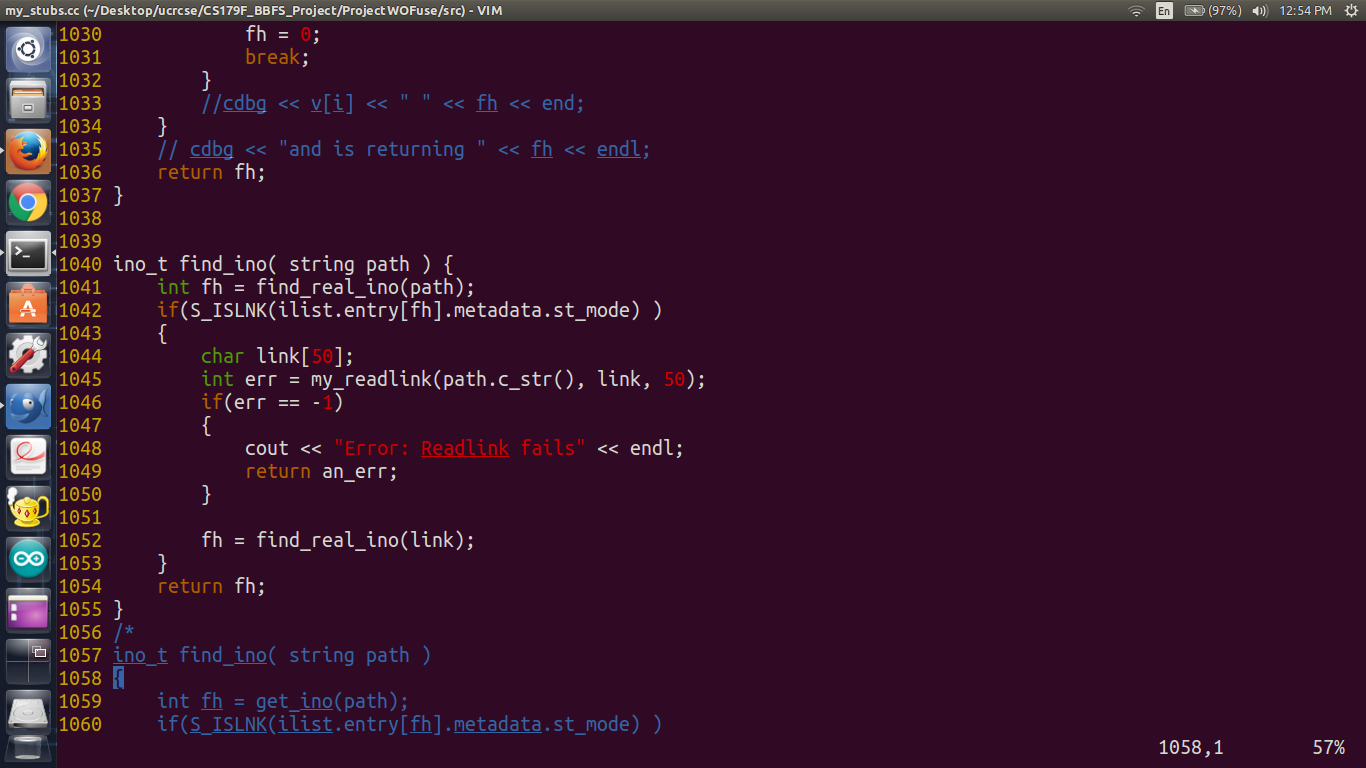 my_stubs.cc (~/Desktop/ucrcse/CS179F_BBFS_Project/ProjectWOFuse/src) - VIM
En (97%) 12:54 PM
1030             fh = 0;
1031             break;
1032         }
1033         //cdbg << v[i] << " " << fh << end;
1034     }
1035     // cdbg << "and is returning " << fh << endl;
1036     return fh;
1037 }
1038
1039
1040 ino_t find_ino( string path ) {
1041     int fh = find_real_ino(path);
1042     if(S_ISLNK(ilist.entry[fh].metadata.st_mode) )
1043     {
1044         char link[50];
1045         int err = my_readlink(path.c_str(), link, 50);
1046         if(err == -1)
1047         {
1048             cout << "Error: Readlink fails" << endl;
1049             return an_err;
1050         }
1051
1052         fh = find_real_ino(link);
1053     }
1054     return fh;
1055 }
1056 /*
1057 ino_t find_ino( string path )
1058 {
1059     int fh = get_ino(path);
1060     if(S_ISLNK(ilist.entry[fh].metadata.st_mode) )
1058,1 57%